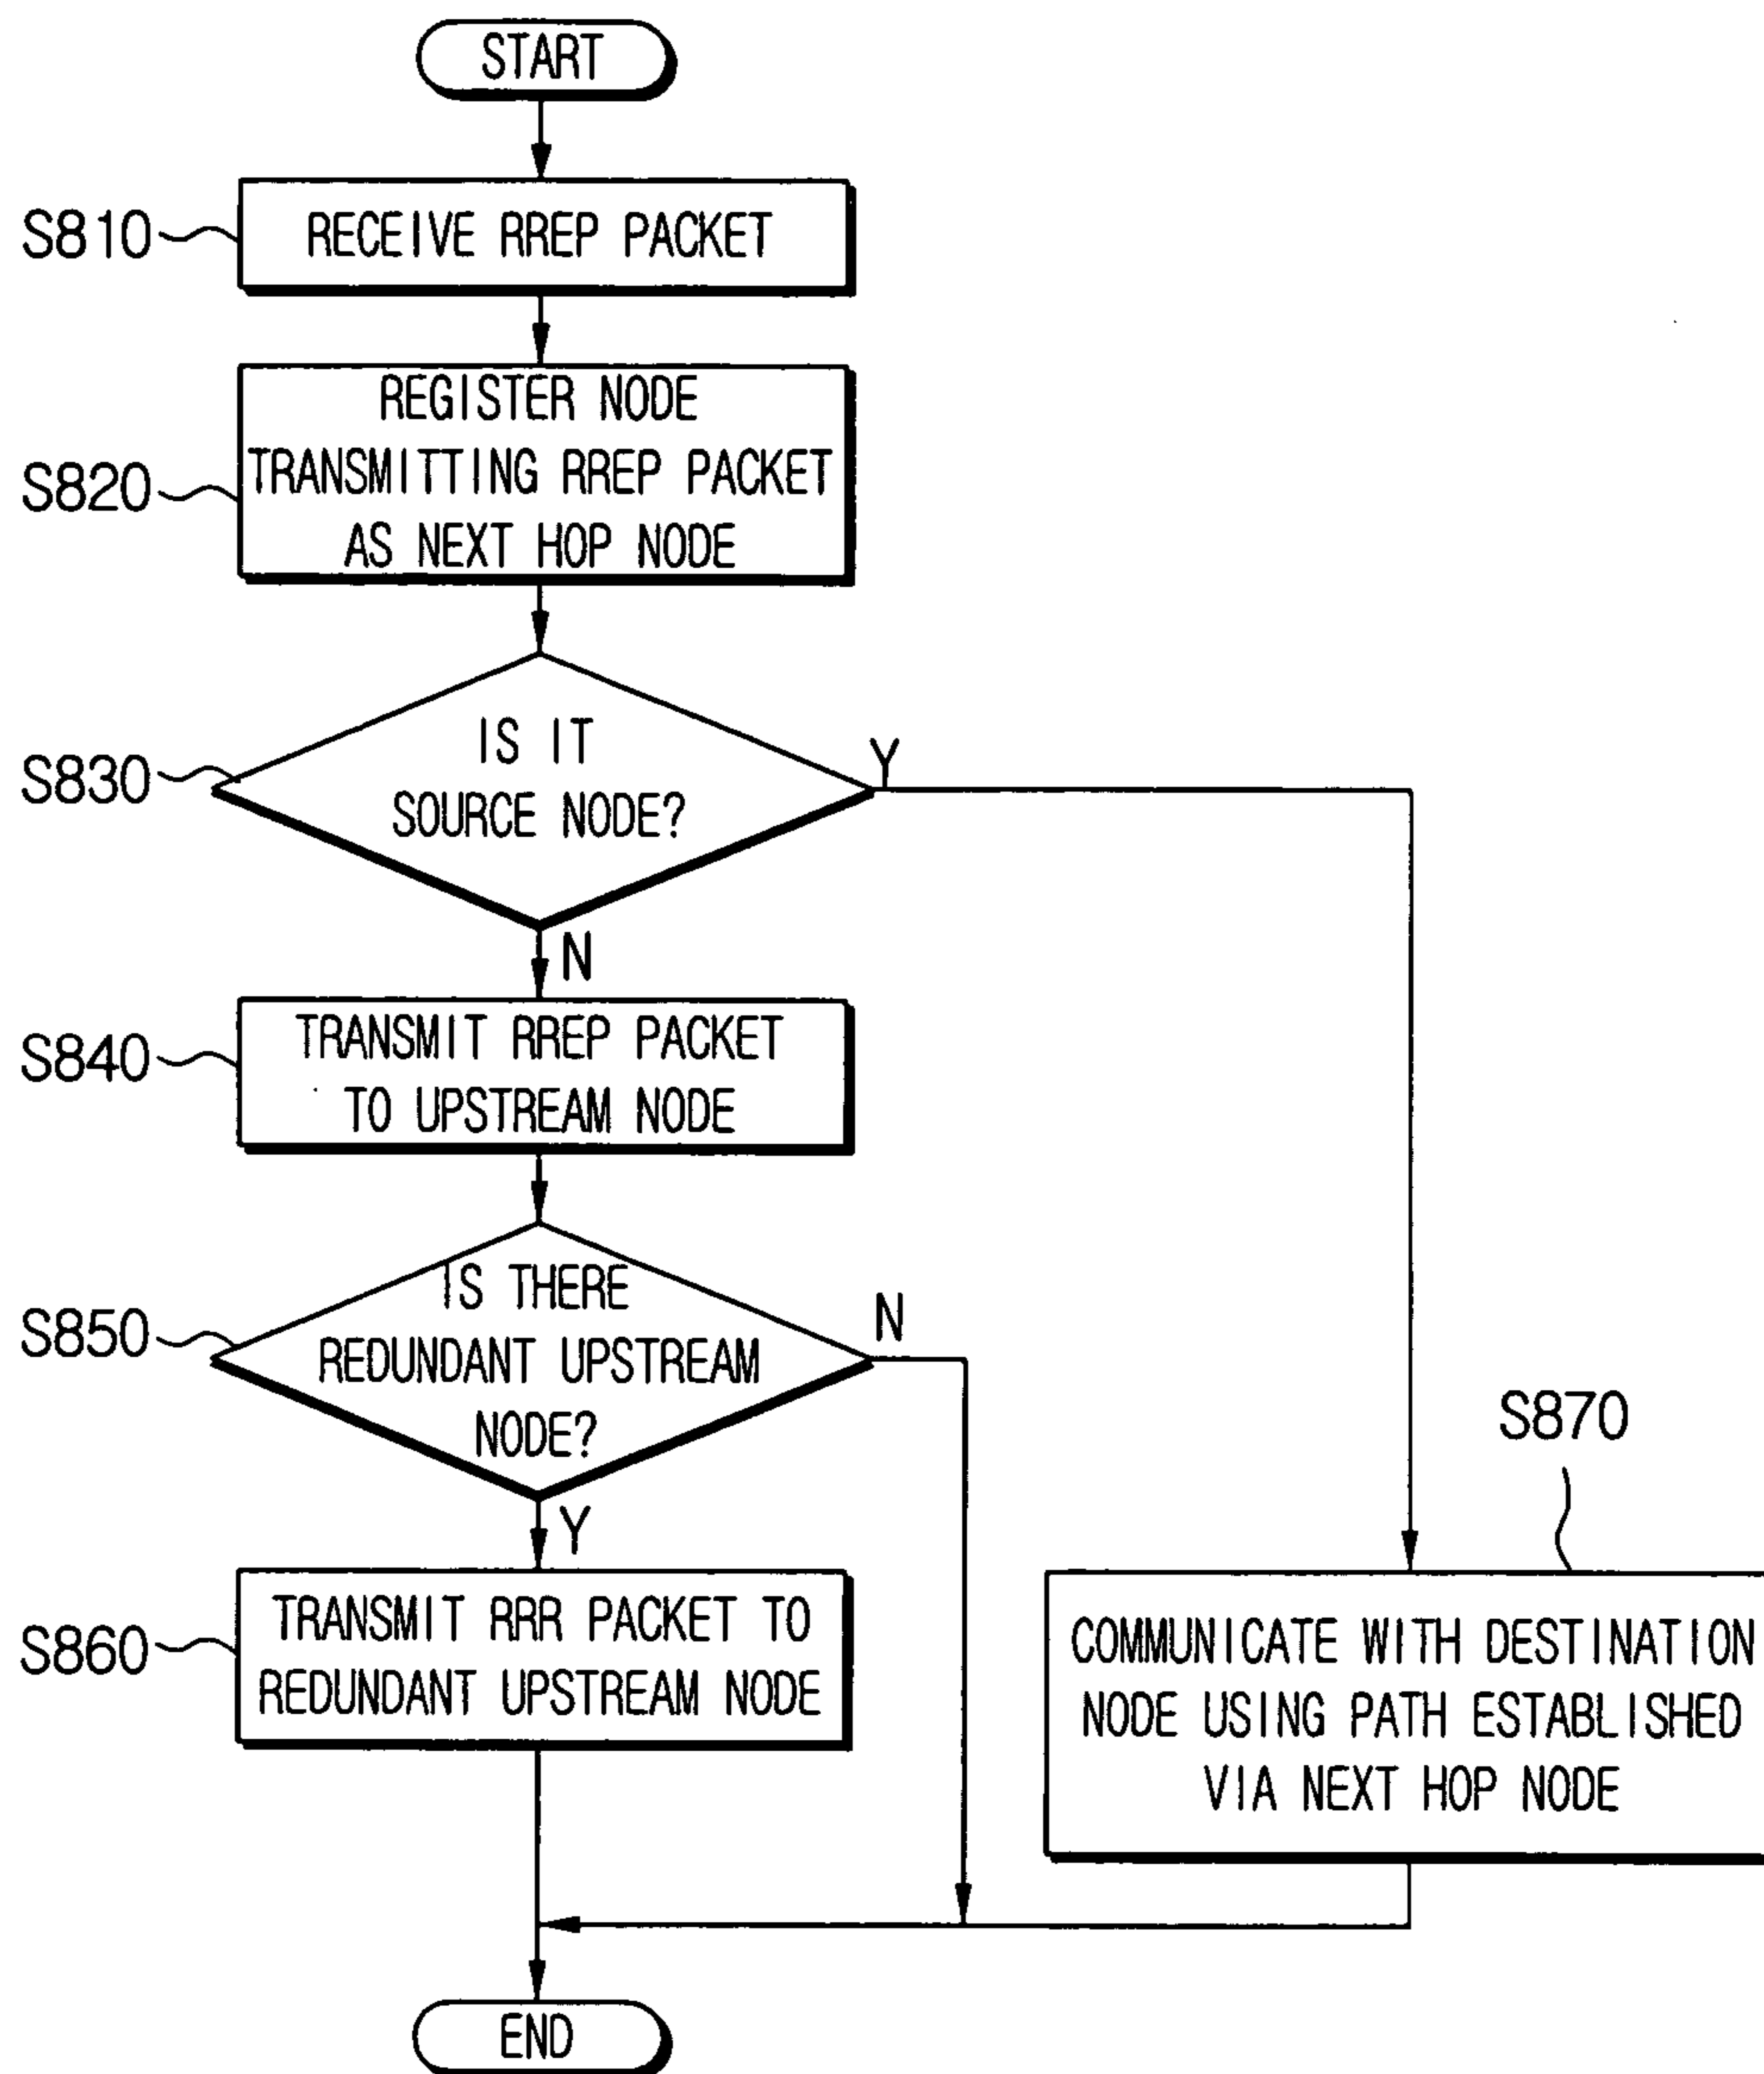 START
S810
RECEIVE RREP PACKET
S820
REGISTER NODE
TRANSMITTING RREP PACKET
AS NEXT HOP NODE
S830
IS IT
SOURCE NODE?
Y
N
S840
TRANSMIT RREP PACKET
TO UPSTREAM NODE
S850
IS THERE
REDUNDANT UPSTREAM
NODE?
N
Y
S860
TRANSMIT RRR PACKET TO
REDUNDANT UPSTREAM NODE
S870
COMMUNICATE WITH DESTINATION
NODE USING PATH ESTABLISHED
VIA NEXT HOP NODE
END